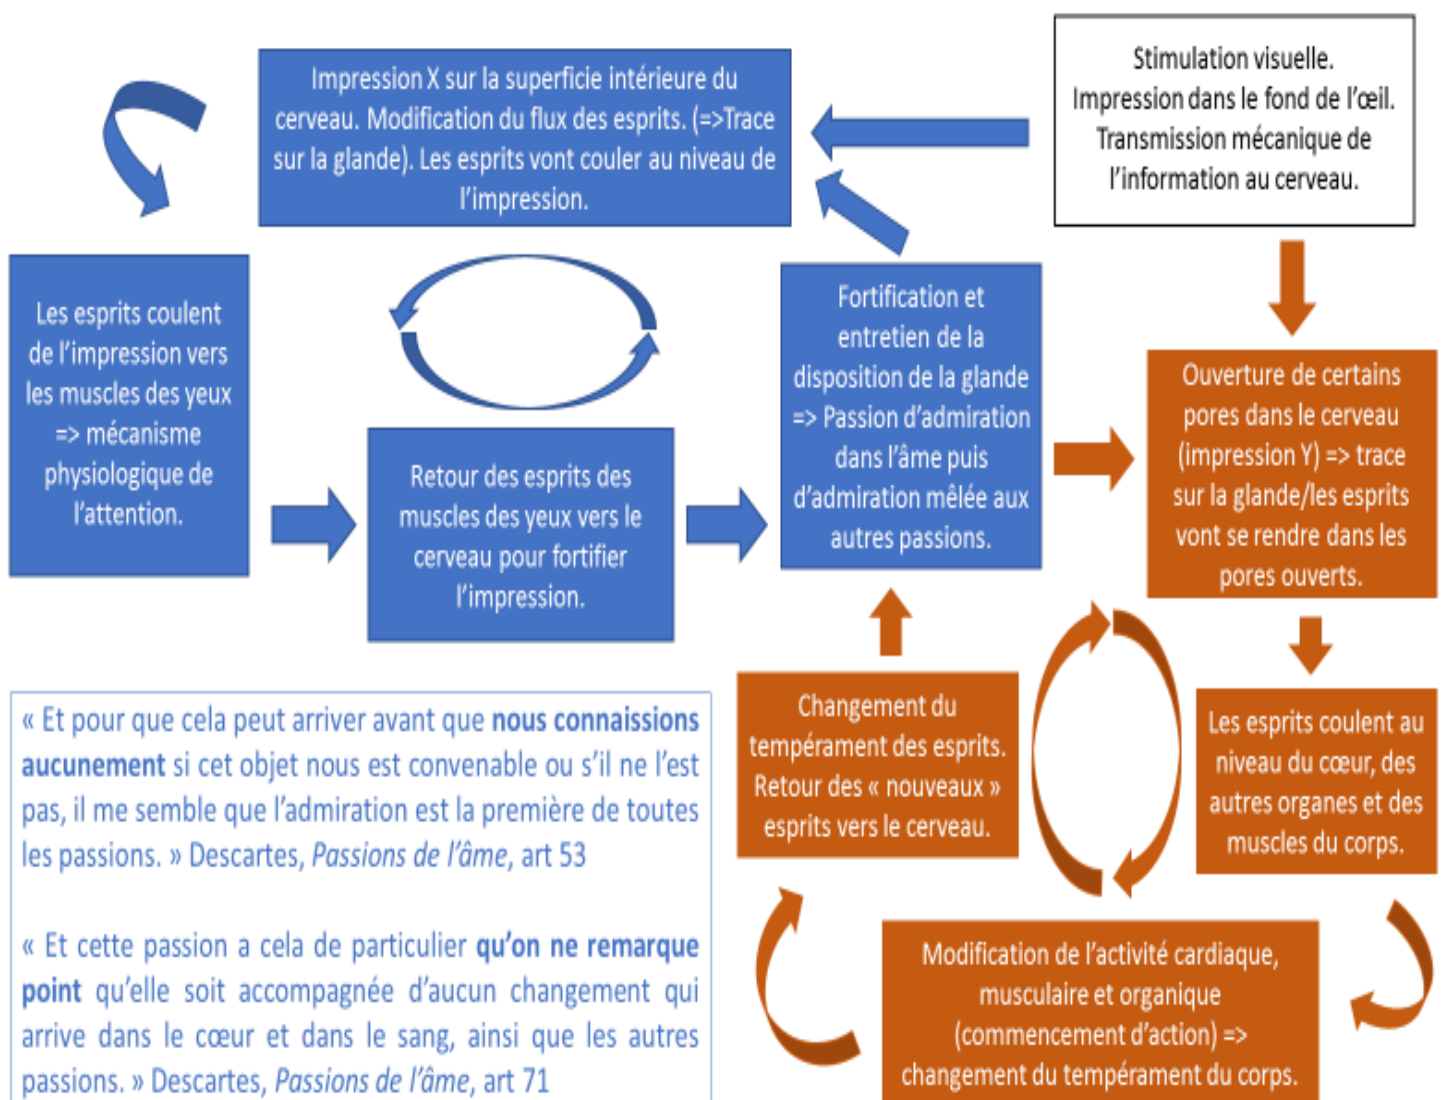 Stimulation visuelle.
Impression dans le fond de l’œil.
Transmission mécanique de
l’information au cerveau.
Impression X sur la superficie intérieure du
cerveau. Modification du flux des esprits. (=>Trace
sur la glande). Les esprits vont couler au niveau de
l’impression.
Les esprits coulent
de l’impression vers
les muscles des yeux
=> mécanisme
physiologique de
l’attention.
Retour des esprits des
muscles des yeux vers le
cerveau pour fortifier
l’impression.
Fortification et
entretien de la
disposition de la glande
=> Passion d’admiration
dans l’âme puis
d’admiration mêlée aux
autres passions.
Ouverture de certains
pores dans le cerveau
(impression Y) => trace
sur la glande/les esprits
vont se rendre dans les
pores ouverts.
Les esprits coulent au
niveau du cœur, des
autres organes et des
muscles du corps.
Modification de l’activité cardiaque,
musculaire et organique
(commencement d’action) =>
changement du tempérament du corps.
Changement du
tempérament des esprits.
Retour des « nouveaux »
esprits vers le cerveau.
« Et pour que cela peut arriver avant que nous connaissions
aucunement si cet objet nous est convenable ou s’il ne l’est
pas, il me semble que l’admiration est la première de toutes
les passions. » Descartes, Passions de l’âme, art 53
« Et cette passion a cela de particulier qu’on ne remarque
point qu’elle soit accompagnée d’aucun changement qui
arrive dans le cœur et dans le sang, ainsi que les autres
passions. » Descartes, Passions de l’âme, art 71